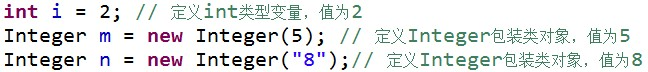 int i = 2; // 定义int类型变量，值为2
Integer m = new Integer(5); // 定义Integer包装类对象，值为5
Integer n = new Integer("8");// 定义Integer包装类对象，值为8